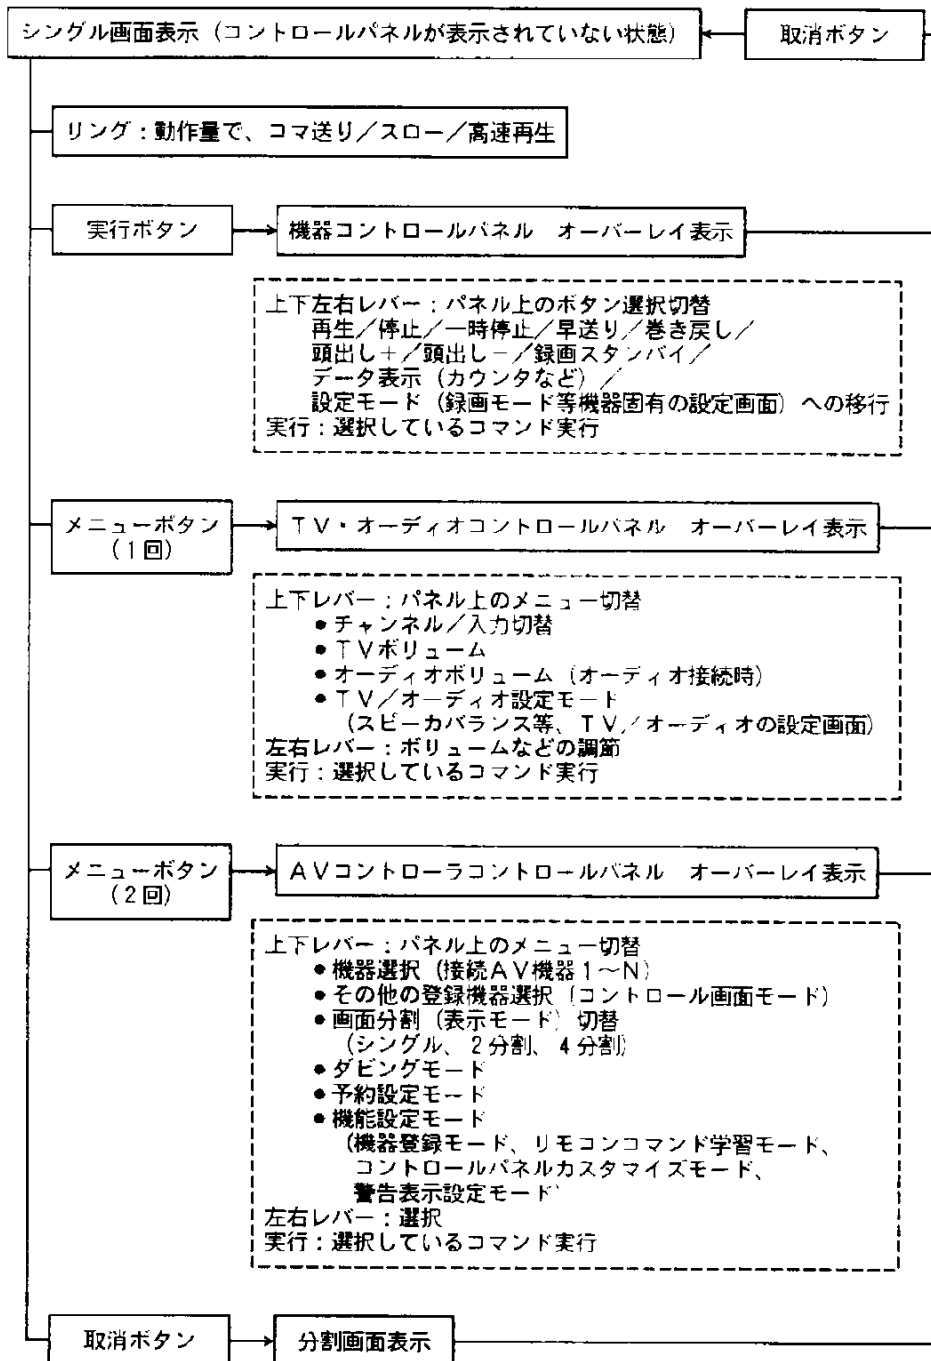 シングル画面表示（コントロールパネルが表示されていない状態）
取消ボタン
リング：動作量で、コマ送り／スロー／高速再生
実行ボタン
機器コントロールパネル　オーバーレイ表示
上下左右レバー：パネル上のボタン選択切替
再生／停止／一時停止／早送り／巻き戻し／
頭出し＋／頭出し－／録画スタンバイ／
データ表示（カウンタなど）／
設定モード（録画モード等機器固有の設定画面）への移行
実行：選択しているコマンド実行
メニューボタン
（1回）
ＴＶ・オーディオコントロールパネル　オーバーレイ表示
上下レバー：パネル上のメニュー切替
●チャンネル／入力切替
●ＴＶボリューム
●オーディオボリューム（オーディオ接続時）
●ＴＶ／オーディオ設定モード
（スピーカバランス等、ＴＶ／オーディオの設定画面）
左右レバー：ボリュームなどの調節
実行：選択しているコマンド実行
メニューボタン
（2回）
ＡＶコントローラコントロールパネル　オーバーレイ表示
上下レバー：パネル上のメニュー切替
●機器選択（接続ＡＶ機器1～Ｎ）
●その他の登録機器選択（コントロール画面モード）
●画面分割（表示モード）切替
（シングル、2分割、4分割）
●ダビングモード
●予約設定モード
●機能設定モード
（機器登録モード、リモコンコマンド学習モード、
コントロールパネルカスタマイズモード、
警告表示設定モード）
左右レバー：選択
実行：選択しているコマンド実行
取消ボタン
分割画面表示